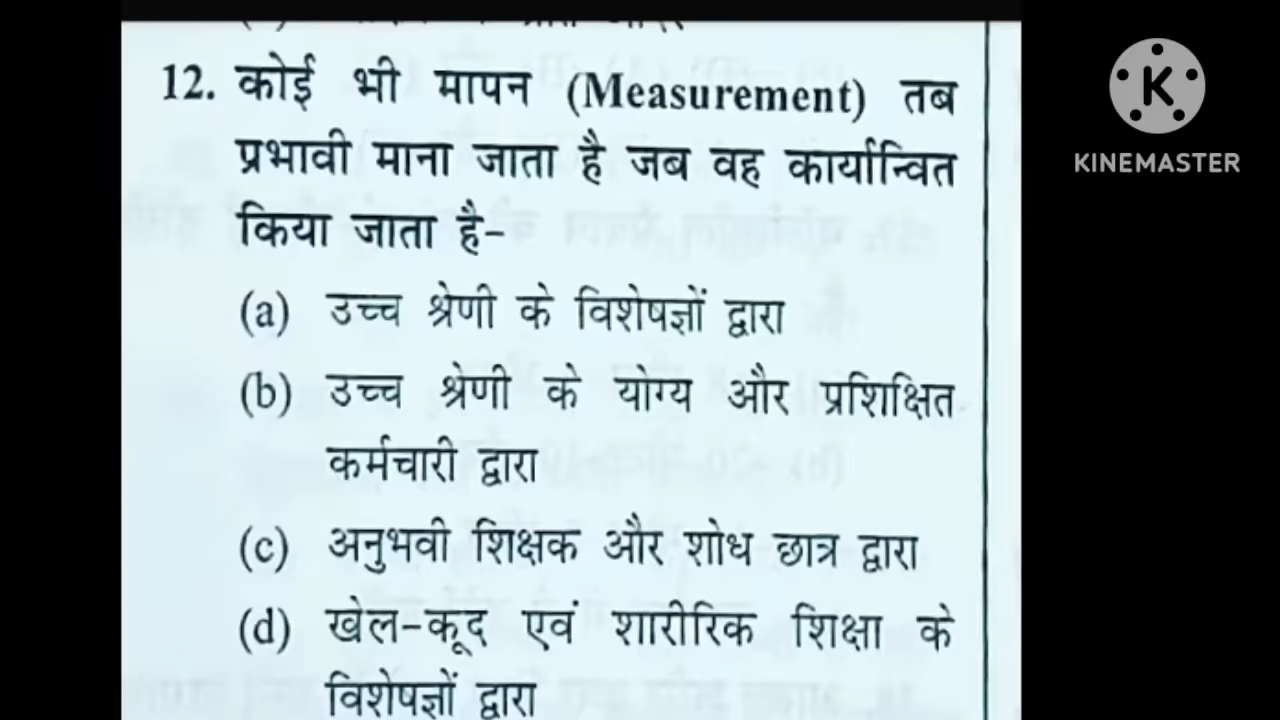 12. कोई भी मापन (Measurement) तब
प्रभावी माना जाता है जब वह कार्यान्वित
किया जाता है-
(a) उच्च श्रेणी के विशेषज्ञों द्वारा
(b) उच्च श्रेणी के योग्य और प्रशिक्षित
कर्मचारी द्वारा
(c) अनुभवी शिक्षक और शोध छात्र द्वारा
(d) खेल-कूद एवं शारीरिक शिक्षा के
विशेषज्ञों द्वारा
K
KINEMASTER